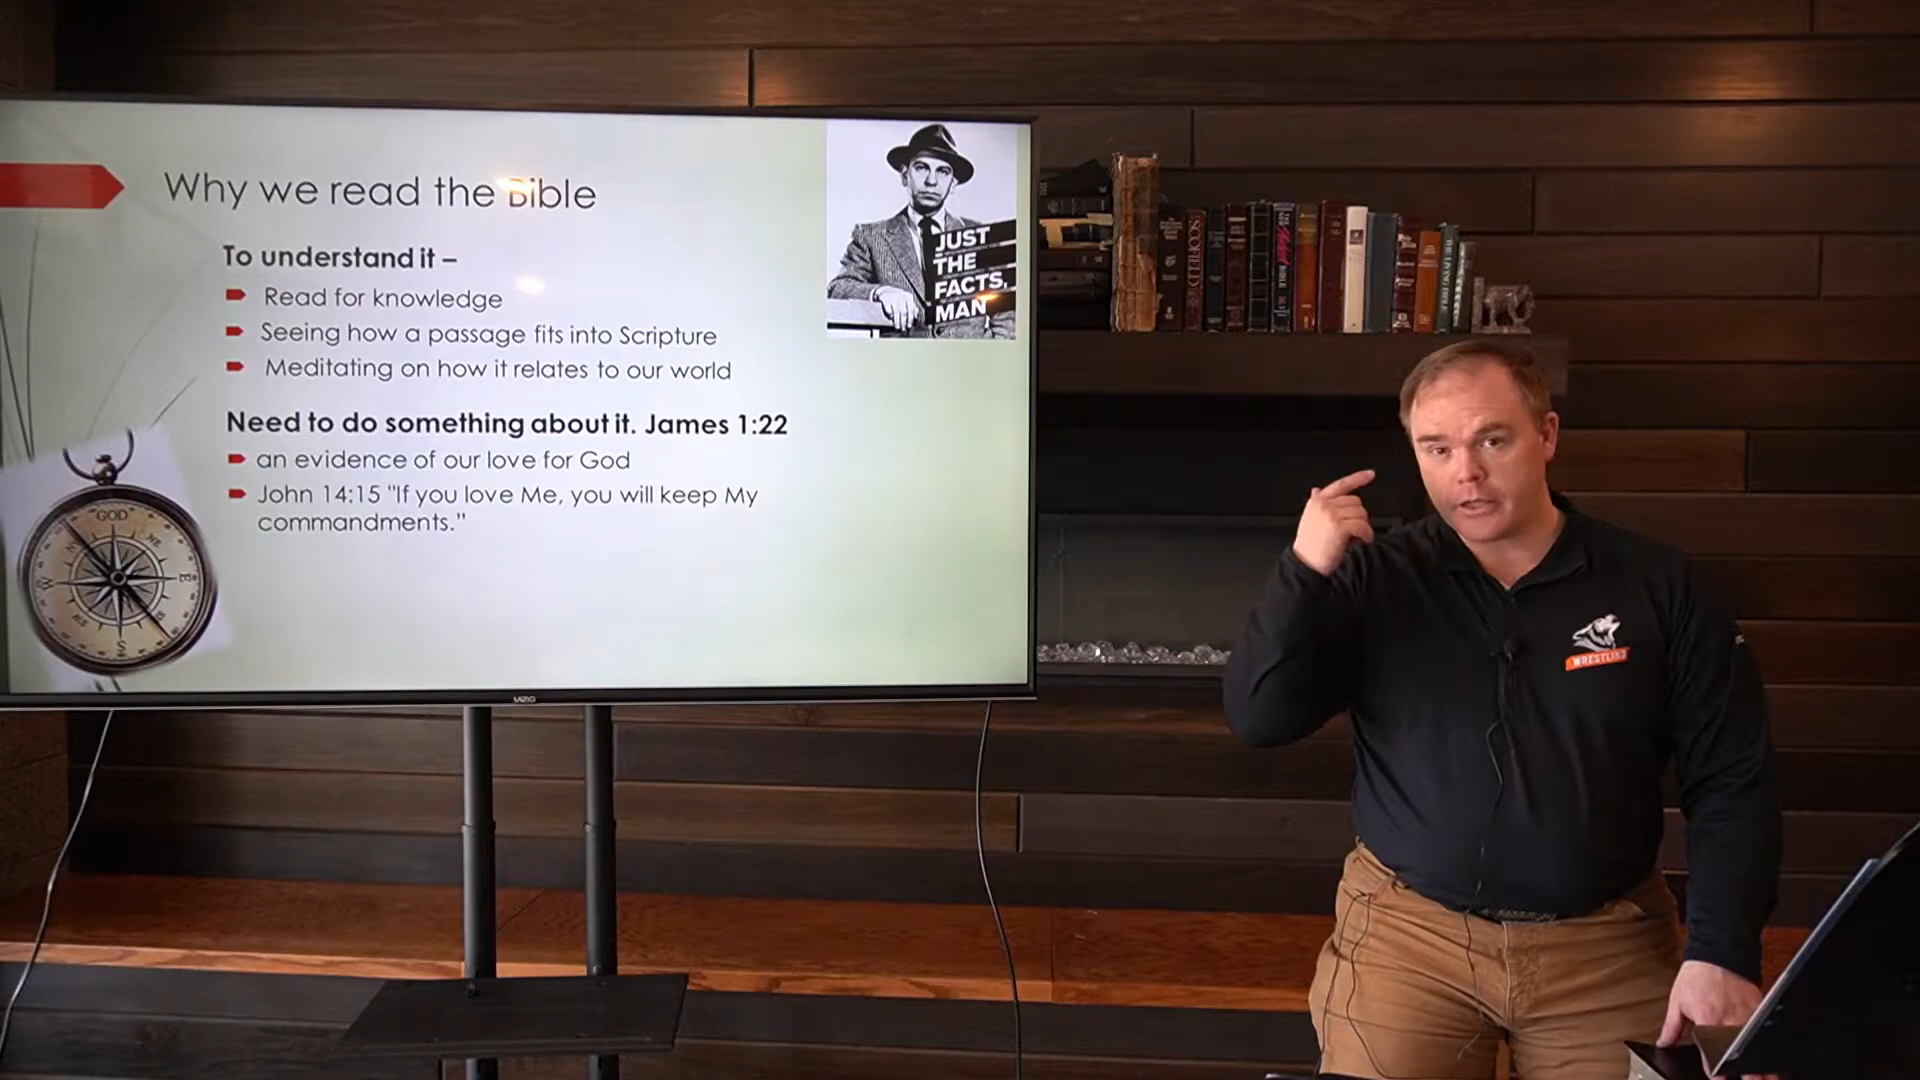 Why we read the Bible
To understand it –
Read for knowledge
Seeing how a passage fits into Scripture
Meditating on how it relates to our world
Need to do something about it. James 1:22
an evidence of our love for God
John 14:15 "If you love Me, you will keep My
commandments."
JUST
THE
FACTS,
MAN
GOD
NE
S
VIZIO
SCOFIELD
WRESTLING